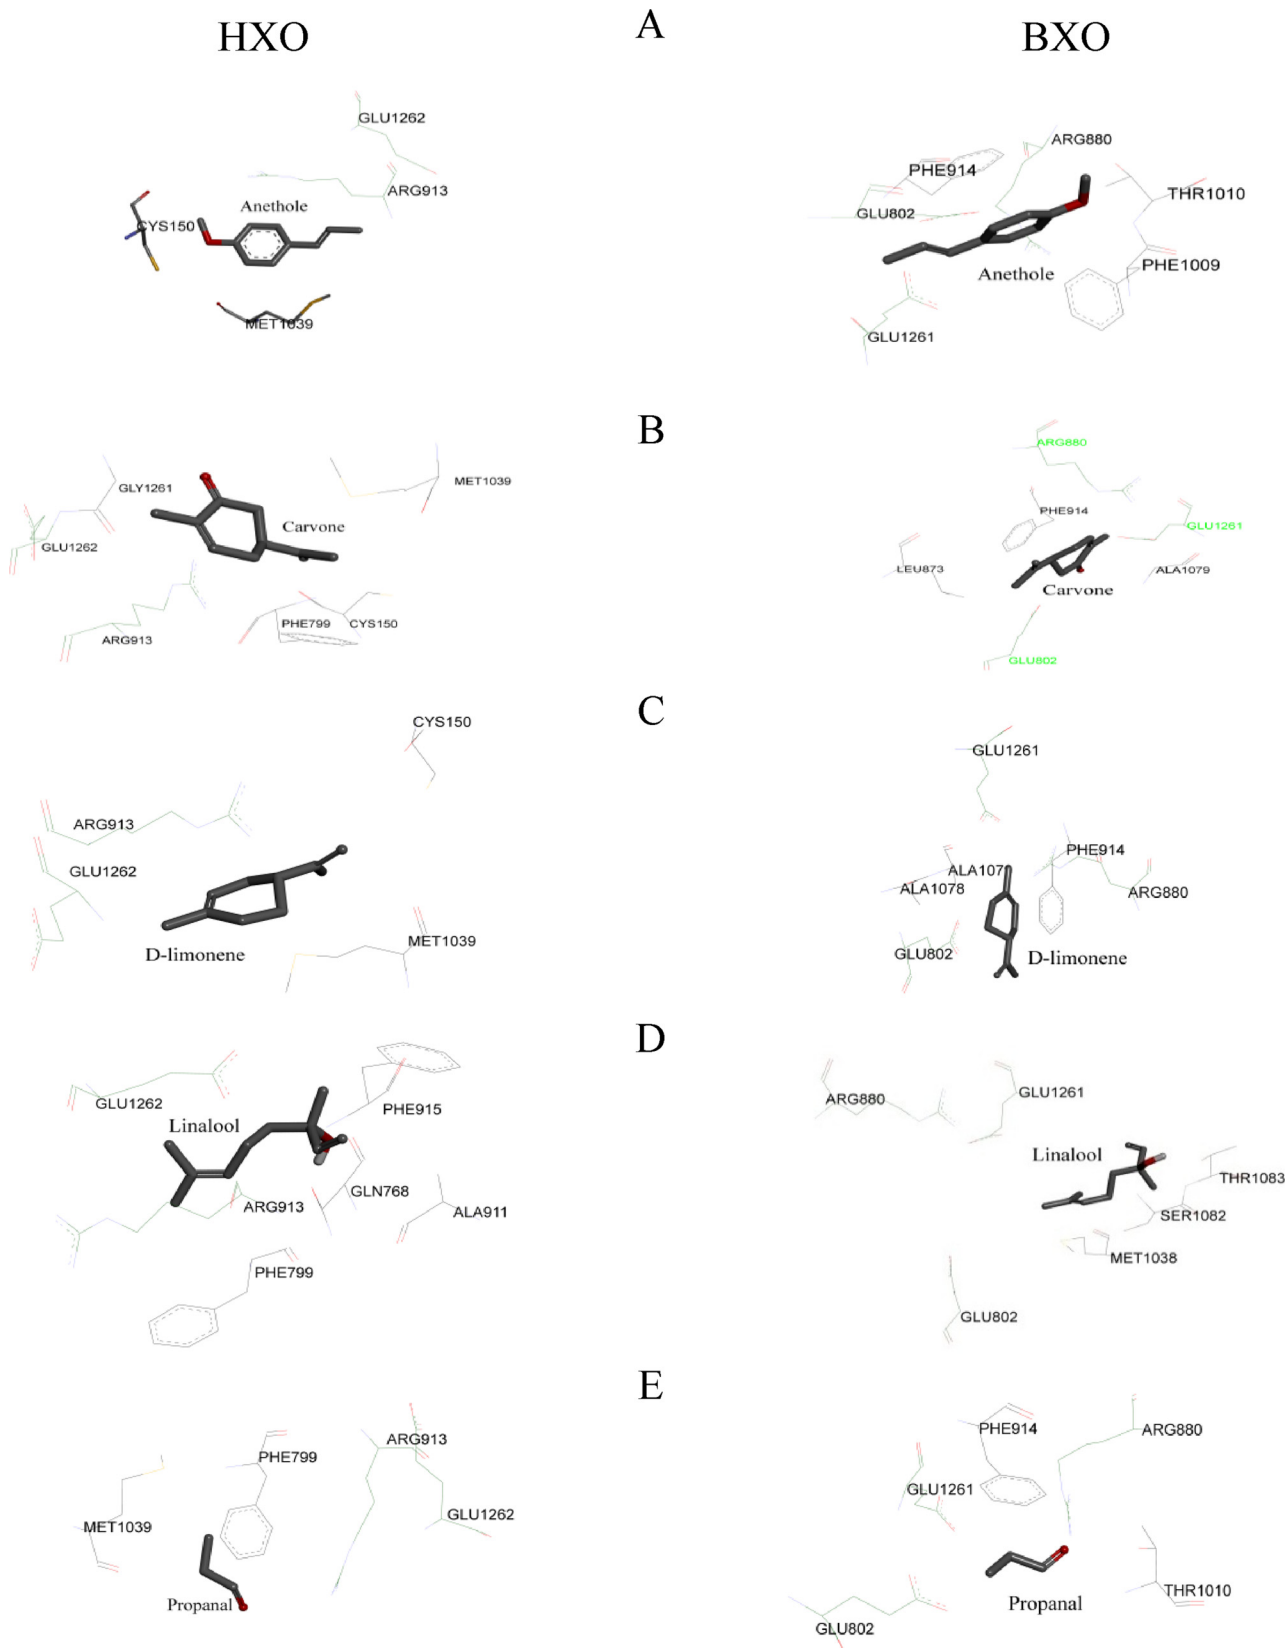 HXO
A
BXO
GLU1262
ARG913
Anethole
CYS150
MET1039
ARG880
PHE914
THR1010
GLU802
PHE1009
Anethole
GLU1261
B
GLY1261
MET1039
Carvone
GLU1262
ARG913
PHE799
CYS150
ARG880
PHE914
GLU1261
LEU873
ALA1079
Carvone
GLU802
C
CYS150
ARG913
GLU1262
MET1039
D-limonene
GLU1261
PHE914
ALA1079
ALA1078
ARG880
GLU802
D-limonene
D
GLU1262
PHE915
Linalool
GLN768
ARG913
ALA911
PHE799
ARG880
GLU1261
Linalool
THR1083
SER1082
MET1038
GLU802
E
ARG913
PHE799
GLU1262
MET1039
Propanal
PHE914
ARG880
GLU1261
THR1010
Propanal
GLU802